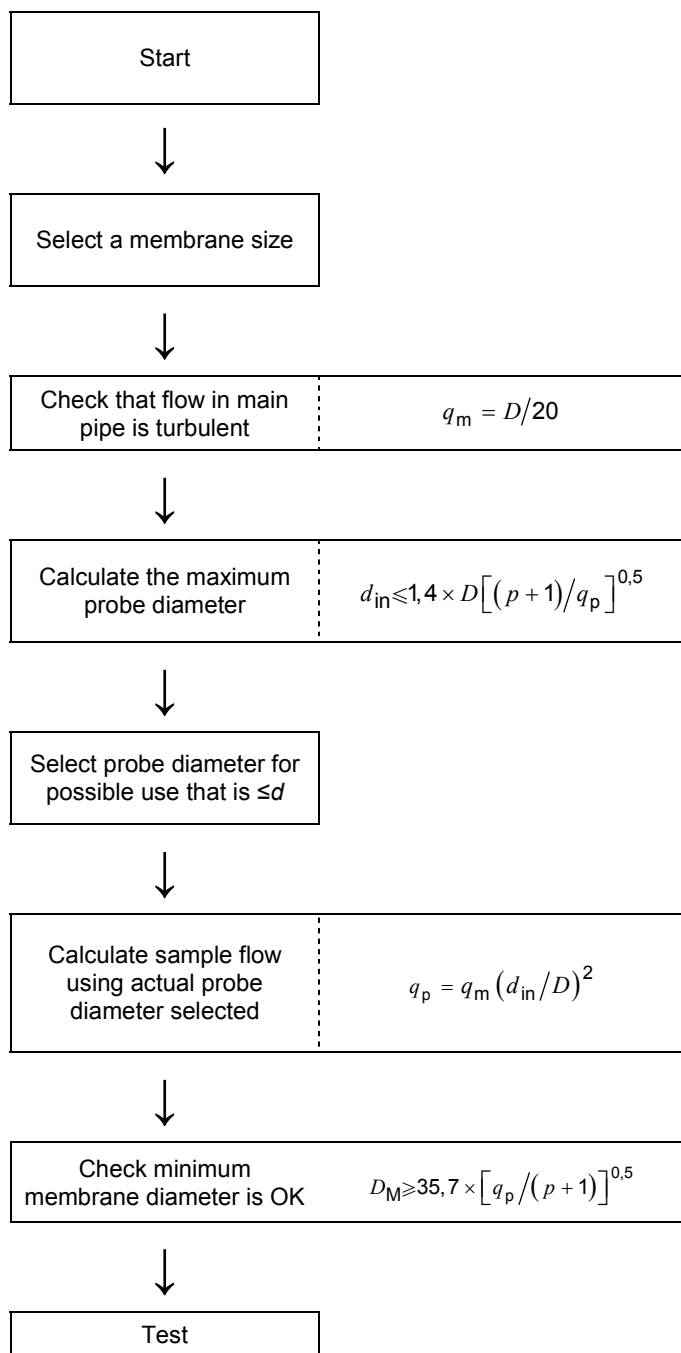 Start
↓
Select a membrane size
↓
Check that flow in main
pipe is turbulent
q_m = D/20
↓
Calculate the maximum
probe diameter
d_in ⩽ 1,4 × D[(p + 1)/q_p]^0,5
↓
Select probe diameter for
possible use that is ≤d
↓
Calculate sample flow
using actual probe
diameter selected
q_p = q_m (d_in/D)^2
↓
Check minimum
membrane diameter is OK
D_M ⩾ 35,7 × [q_p/(p + 1)]^0,5
↓
Test